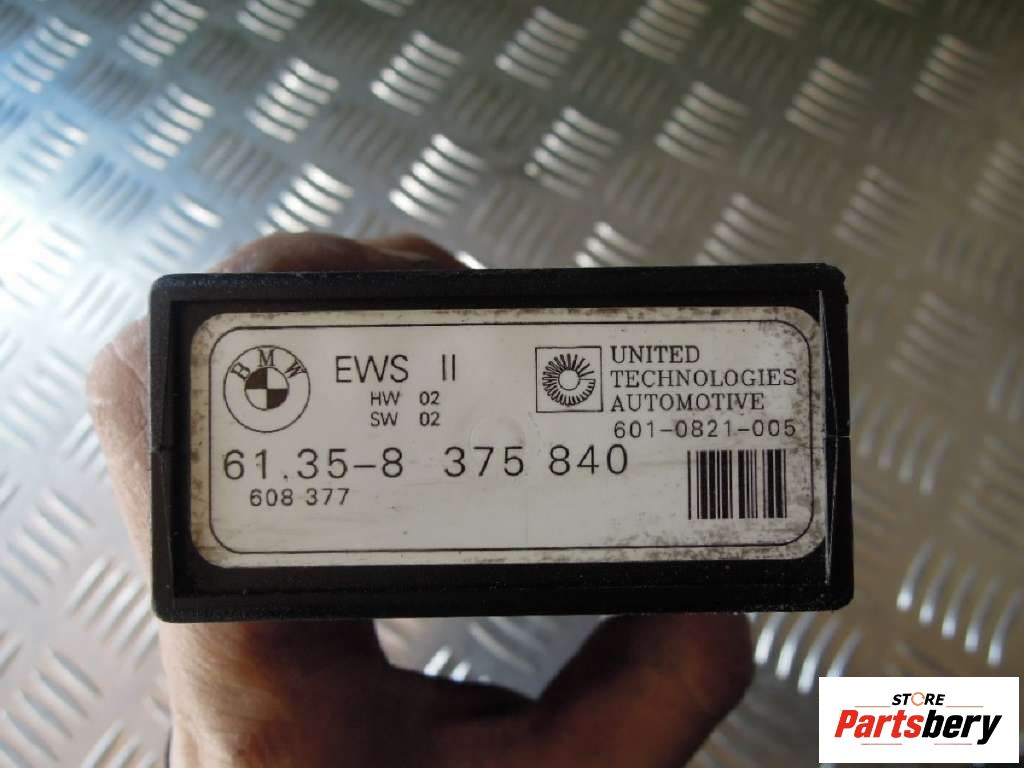 BMW
EWS II
HW 02
SW 02
UNITED
TECHNOLOGIES
AUTOMOTIVE
601-0821-005
61.35-8 375 840
608 377
STORE
Partsbery